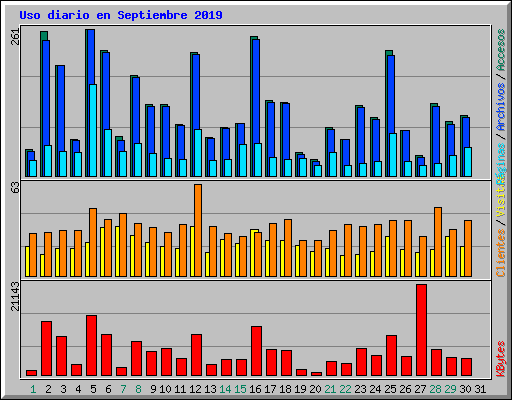 Uso diario en Septiembre 2019
261
63
21143
Accesos / Archivos / Páginas
Clientes / Visitas
KBytes
1 2 3 4 5 6 7 8 9 10 11 12 13 14 15 16 17 18 19 20 21 22 23 24 25 26 27 28 29 30 31